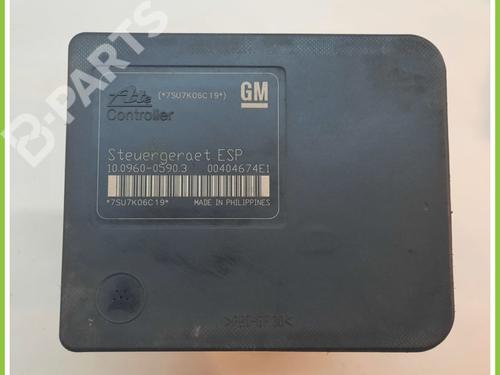 B-PARTS
Ate
(*7SU7K06C19*)
GM
Controller
Steuergeraet ESP
10.0960-0590.3 00404674E1
*7SU7K06C19*
MADE IN PHILIPPINES